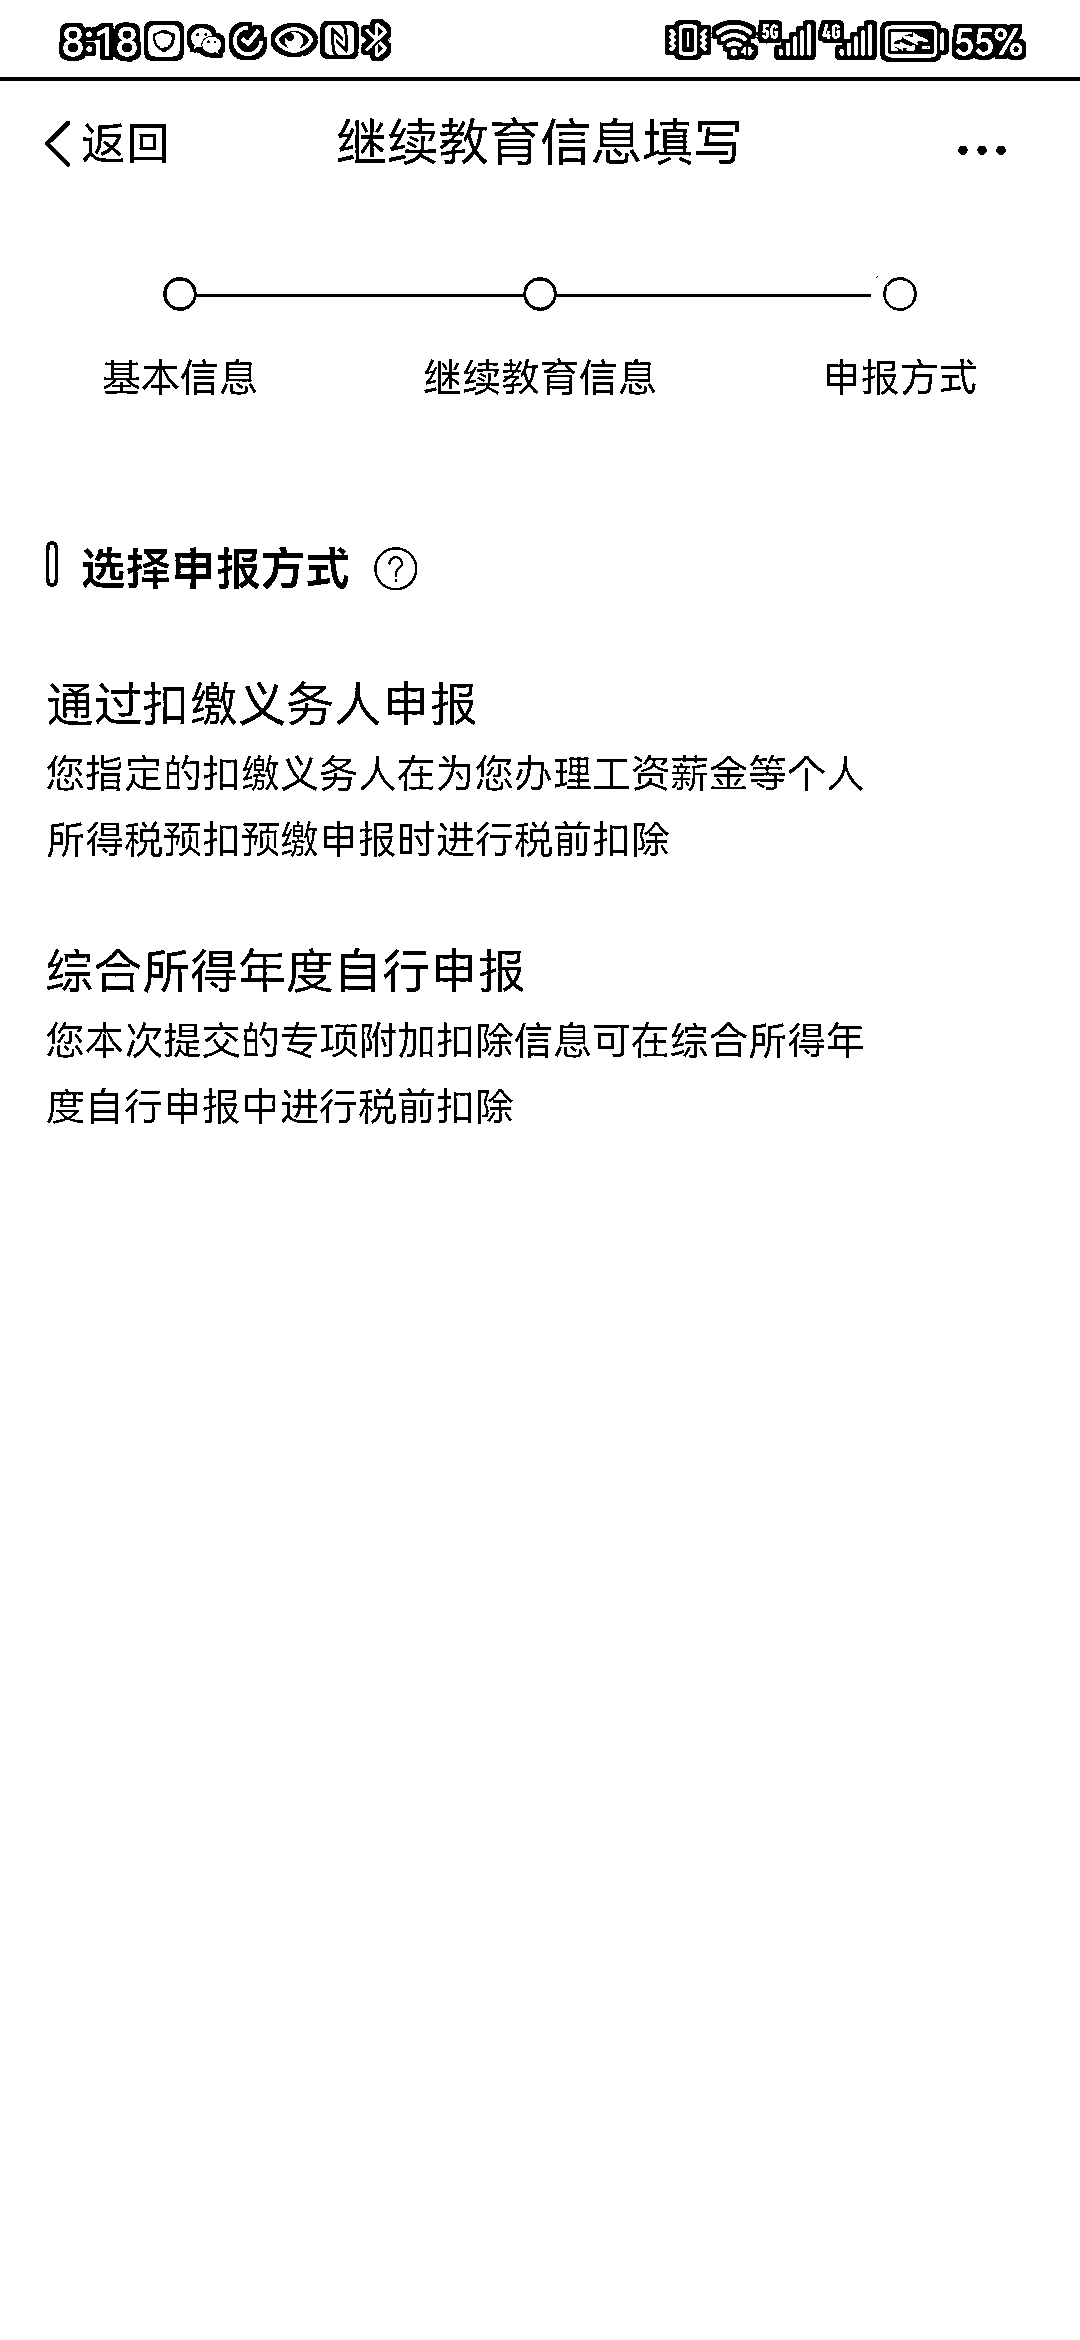 8:18 5G 4G 55%
返回 继续教育信息填写
基本信息 继续教育信息 申报方式
选择申报方式 ?
通过扣缴义务人申报
您指定的扣缴义务人在为您办理工资薪金等个人
所得税预扣预缴申报时进行税前扣除
综合所得年度自行申报
您本次提交的专项附加扣除信息可在综合所得年
度自行申报中进行税前扣除